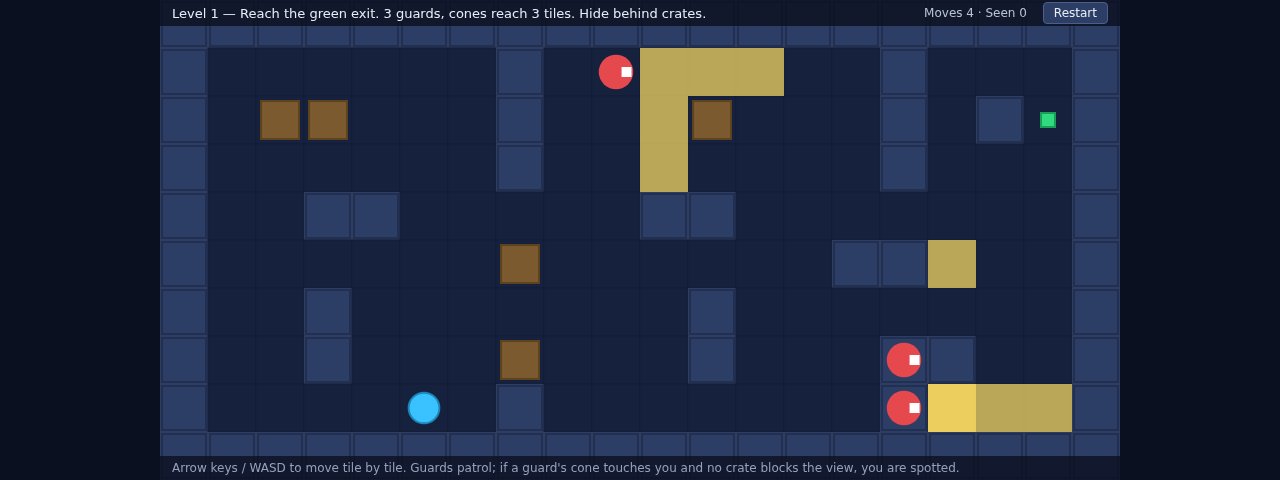 Level 1 — Reach the green exit. 3 guards, cones reach 3 tiles. Hide behind crates.
Moves 4 · Seen 0
Restart
Arrow keys / WASD to move tile by tile. Guards patrol; if a guard's cone touches you and no crate blocks the view, you are spotted.